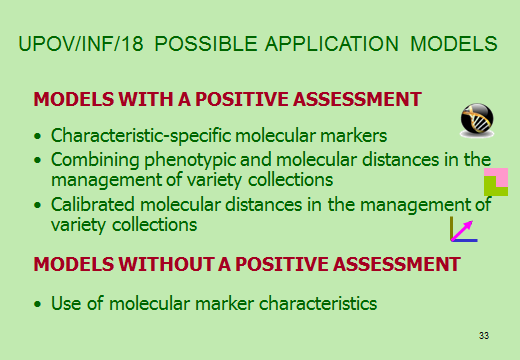 UPOV/INF/18 POSSIBLE APPLICATION MODELS
MODELS WITH A POSITIVE ASSESSMENT
• Characteristic-specific molecular markers
• Combining phenotypic and molecular distances in the
management of variety collections
• Calibrated molecular distances in the management of
variety collections
MODELS WITHOUT A POSITIVE ASSESSMENT
• Use of molecular marker characteristics
33